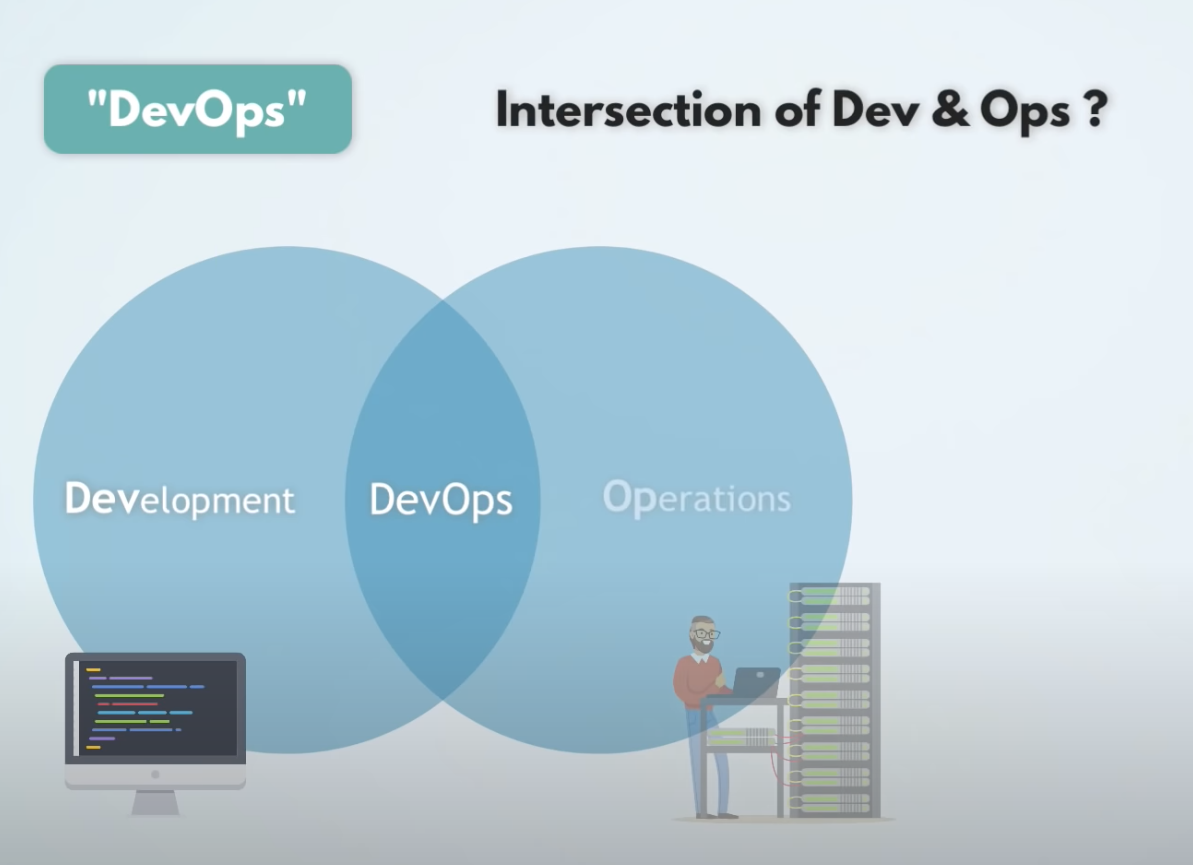 "DevOps"
Intersection of Dev & Ops ?
Development
DevOps
Operations